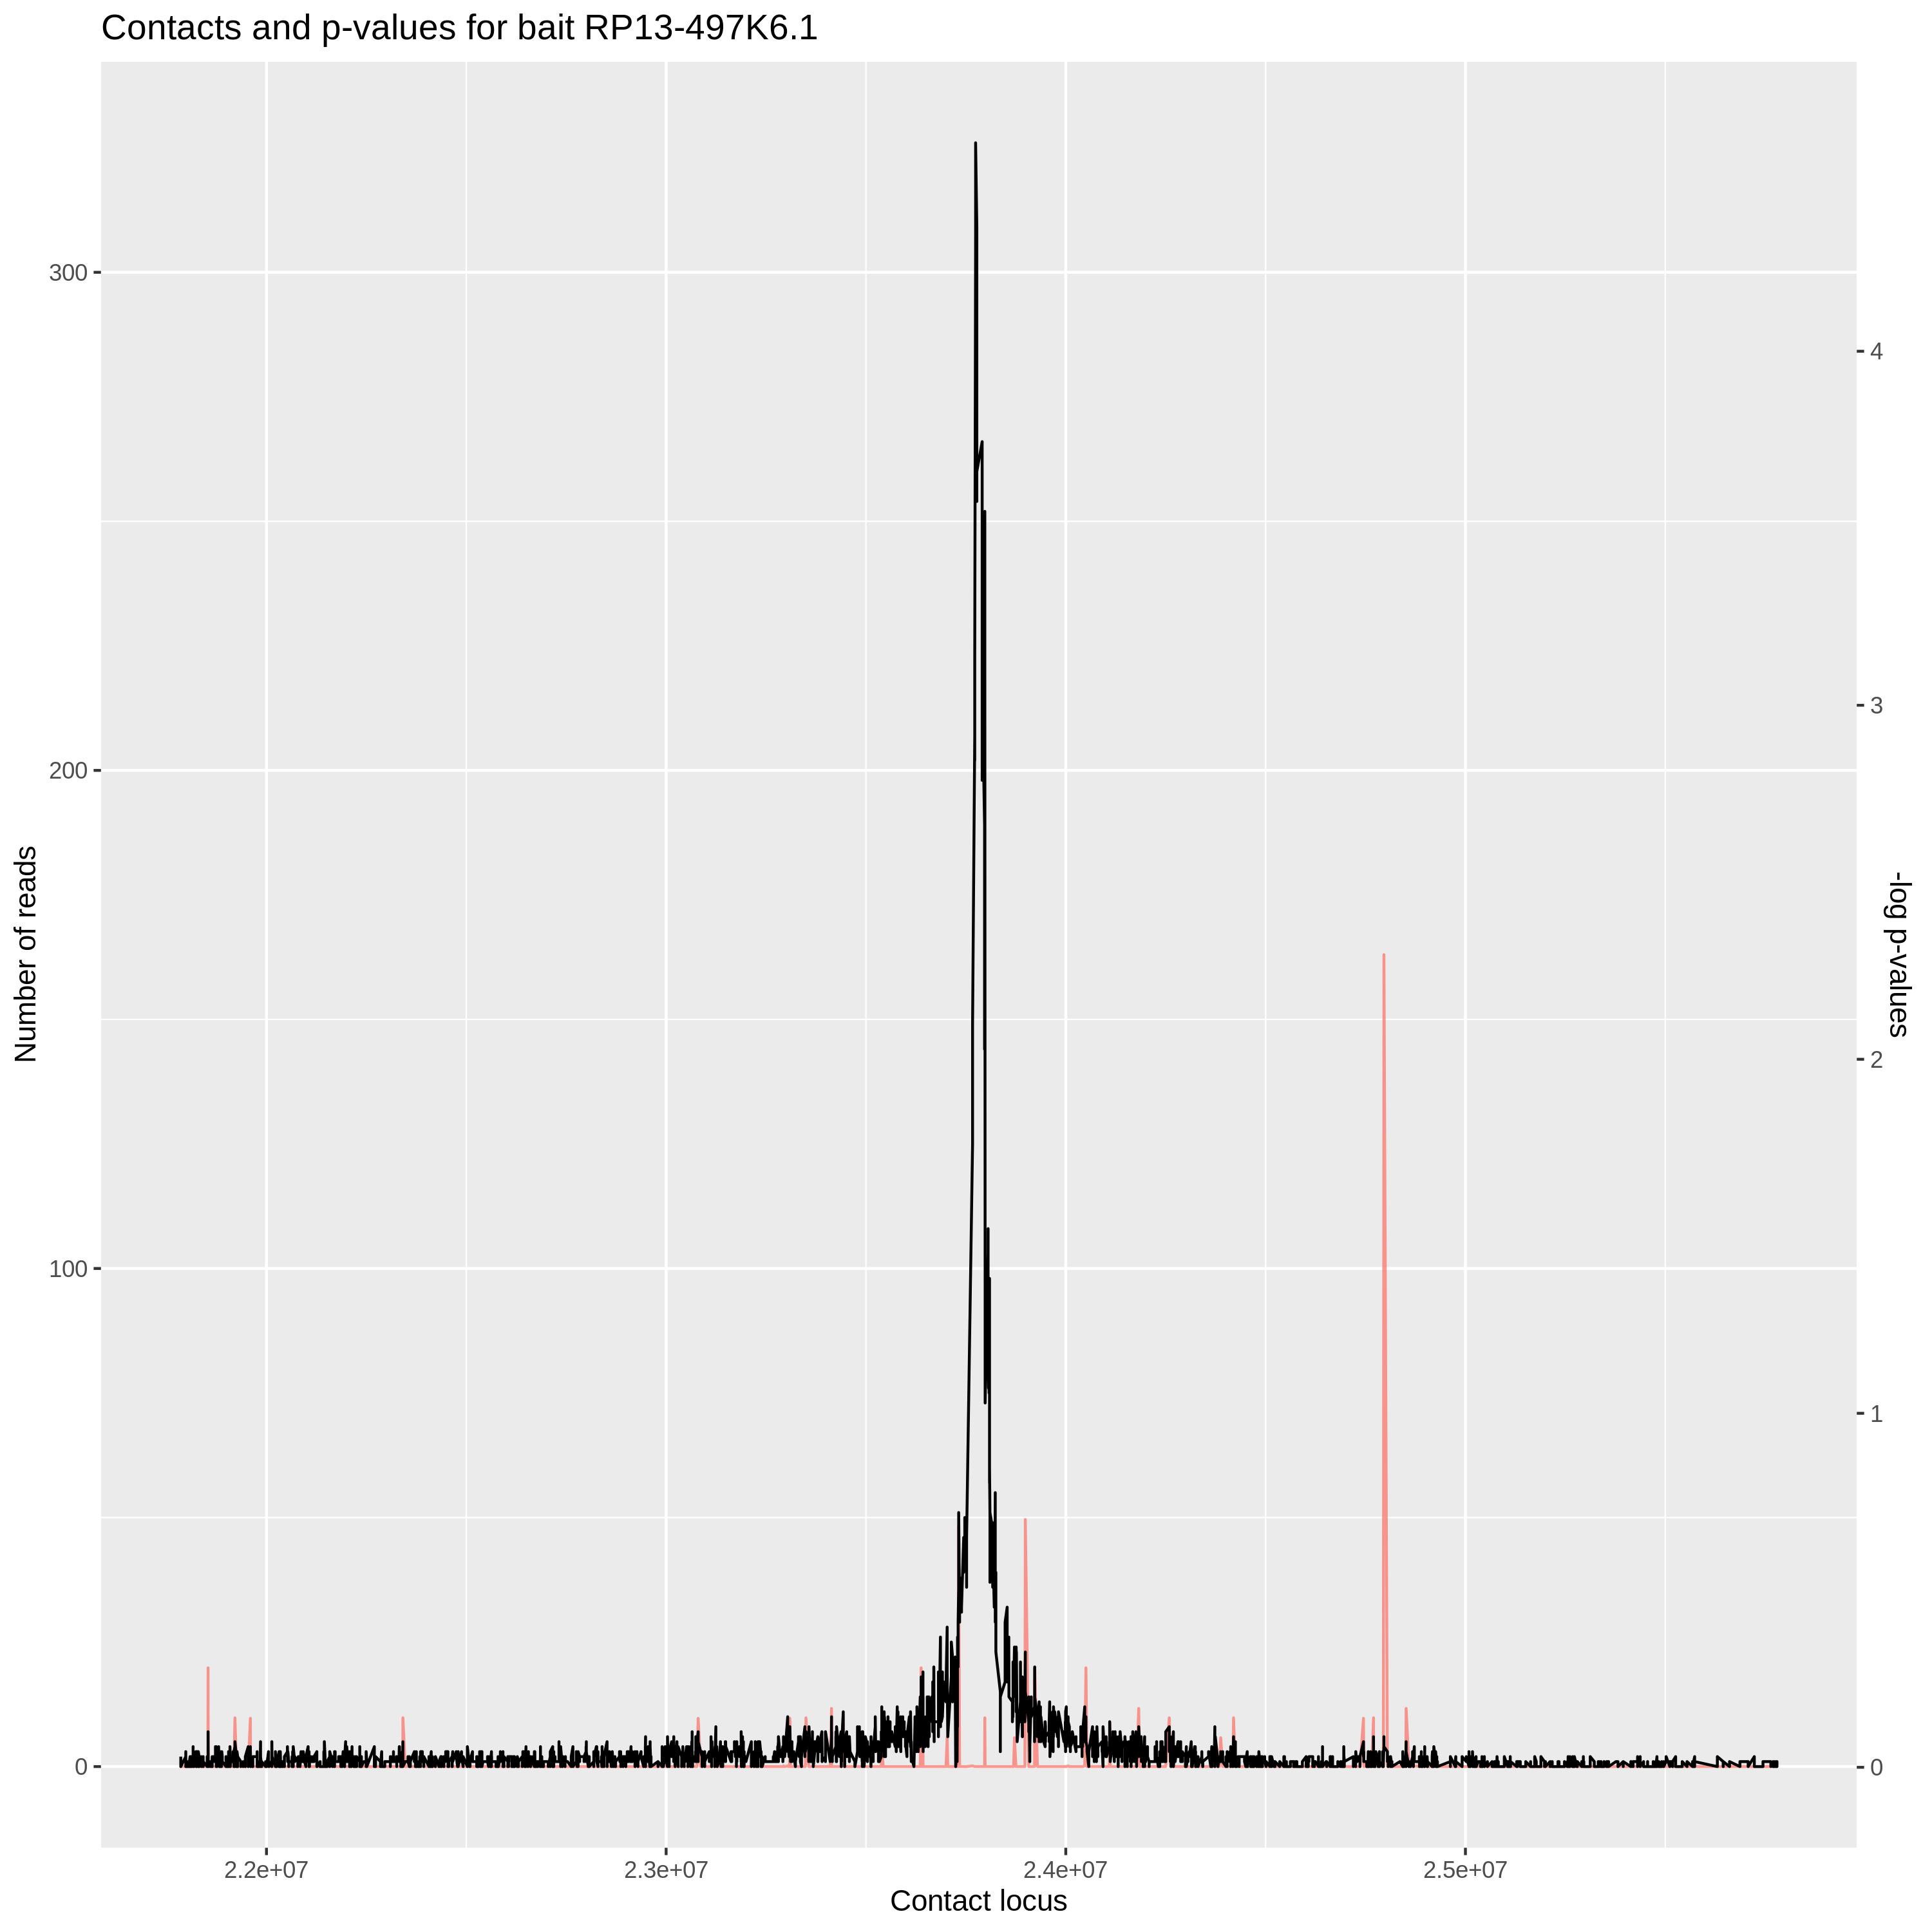 Contacts and p-values for bait RP13-497K6.1
300
200
100
0
Number of reads
4
3
2
1
0
-log p-values
2.2e+07
2.3e+07
2.4e+07
2.5e+07
Contact locus